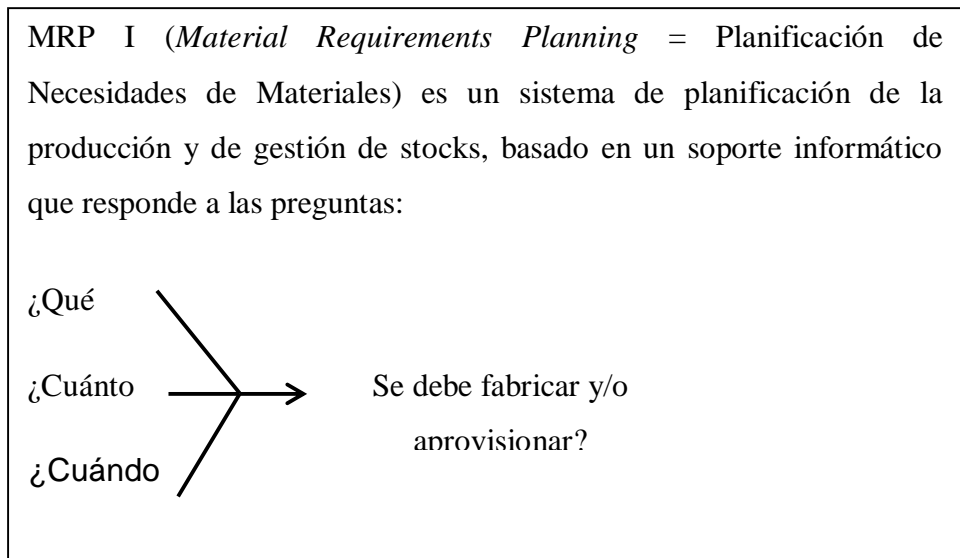 MRP I (Material Requirements Planning = Planificación de
Necesidades de Materiales) es un sistema de planificación de la
producción y de gestión de stocks, basado en un soporte informático
que responde a las preguntas:
¿Qué
¿Cuánto
Se debe fabricar y/o
aprovisionar?
¿Cuándo